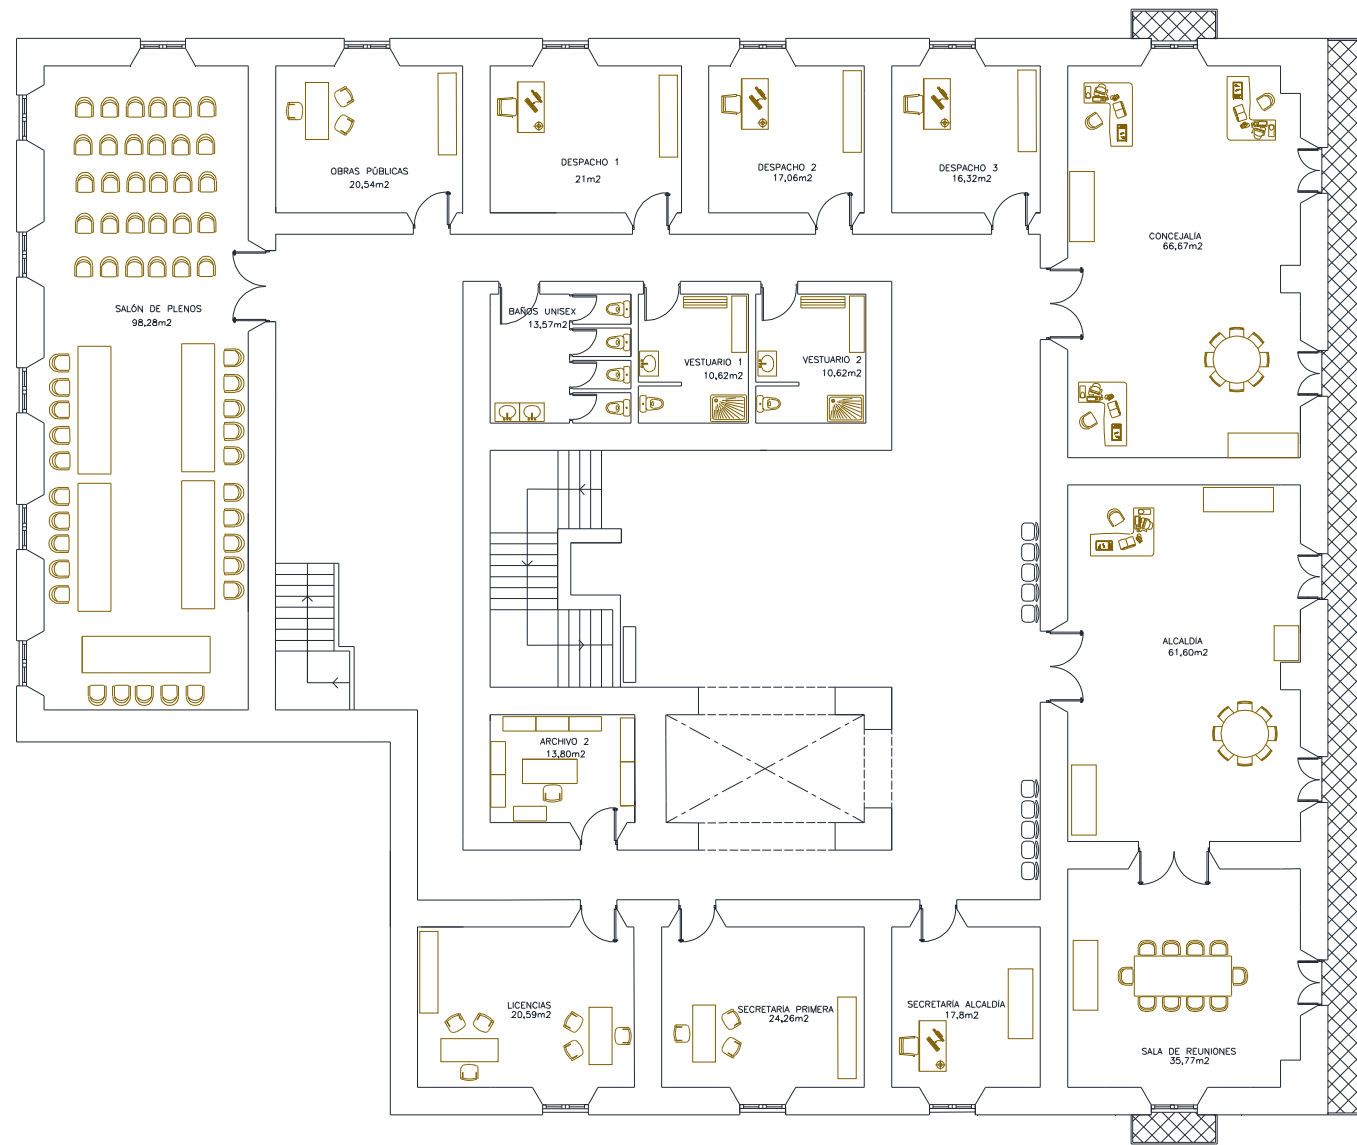 OBRAS PÚBLICAS
20,54m2
DESPACHO 1
21m2
DESPACHO 2
17,06m2
DESPACHO 3
16,32m2
CONCEJALÍA
66,67m2
SALÓN DE PLENOS
98,28m2
BAÑOS UNISEX
13,57m2
VESTUARIO 1
10,62m2
VESTUARIO 2
10,62m2
ALCALDÍA
61,60m2
ARCHIVO 2
13,80m2
LICENCIAS
20,59m2
SECRETARÍA PRIMERA
24,26m2
SECRETARÍA ALCALDÍA
17,8m2
SALA DE REUNIONES
35,77m2